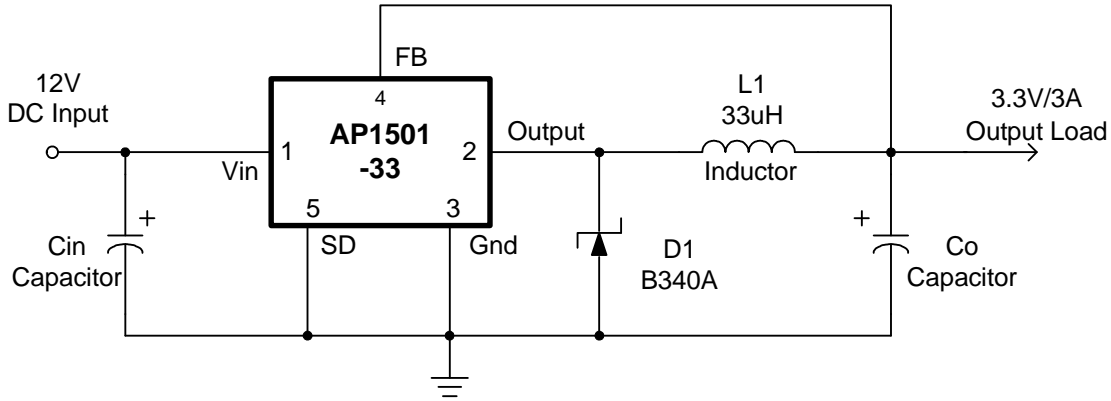 FB
12V
DC Input
4
L1
33uH
3.3V/3A
Output Load
AP1501
-33
Output
1
2
Vin
Inductor
5
3
+
SD
Gnd
+
Cin
Capacitor
D1
B340A
Co
Capacitor